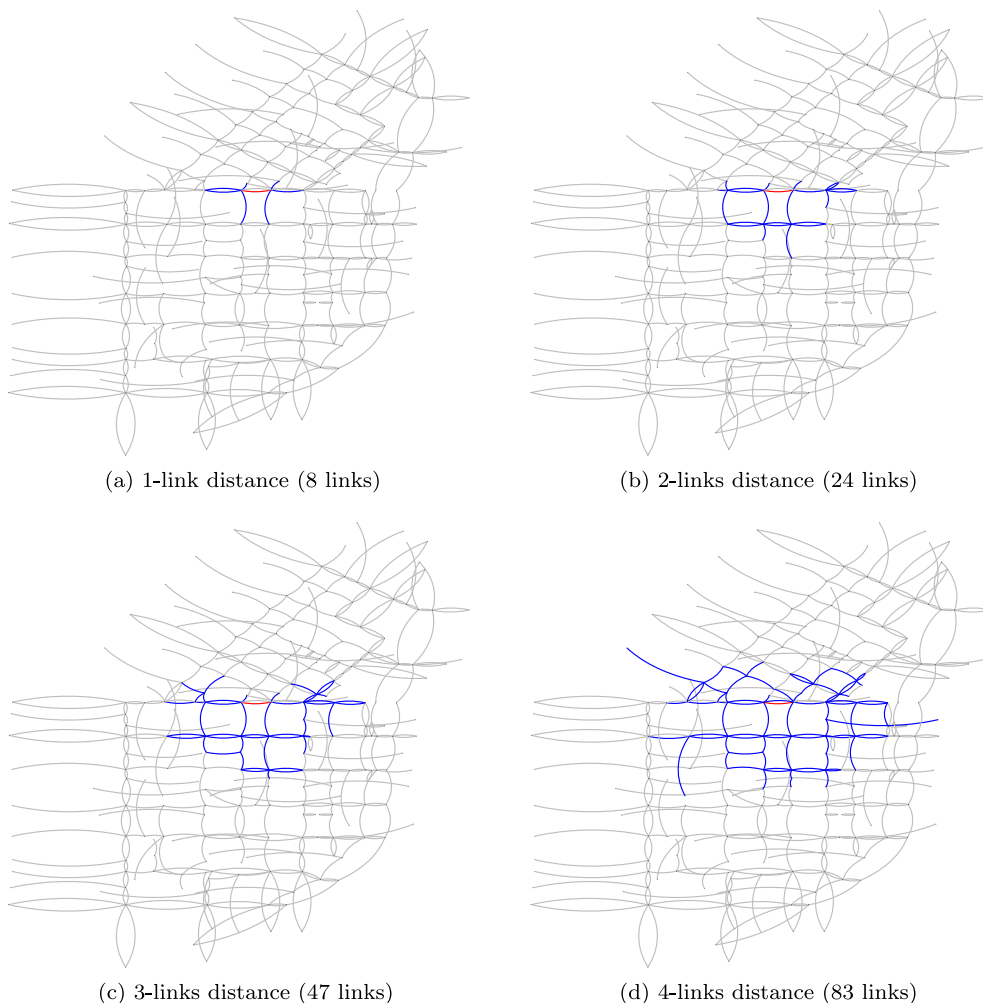 (a) 1-link distance (8 links)
(b) 2-links distance (24 links)
(c) 3-links distance (47 links)
(d) 4-links distance (83 links)